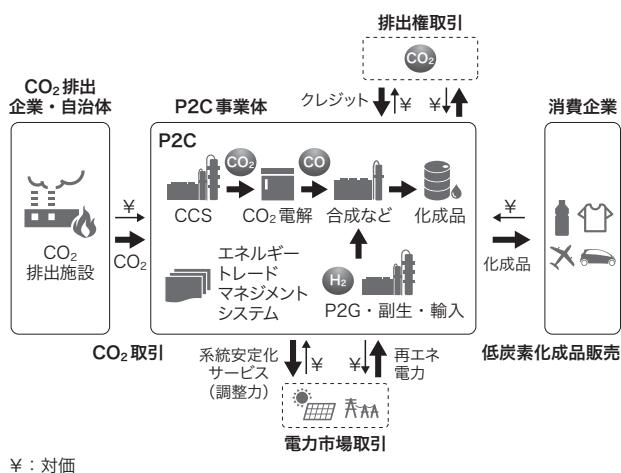 排出権取引
CO₂
クレジット
¥
¥
CO₂排出
企業・自治体
P2C事業体
消費企業
P2C
CO₂
CO
CCS
CO₂電解
合成など
化成品
¥
CO₂
CO₂
排出施設
エネルギー
トレード
マネジメント
システム
H₂
P2G・副生・輸入
¥
化成品
CO₂取引
系統安定化
サービス
（調整力）
¥
¥
再エネ
電力
低炭素化成品販売
電力市場取引
¥：対価